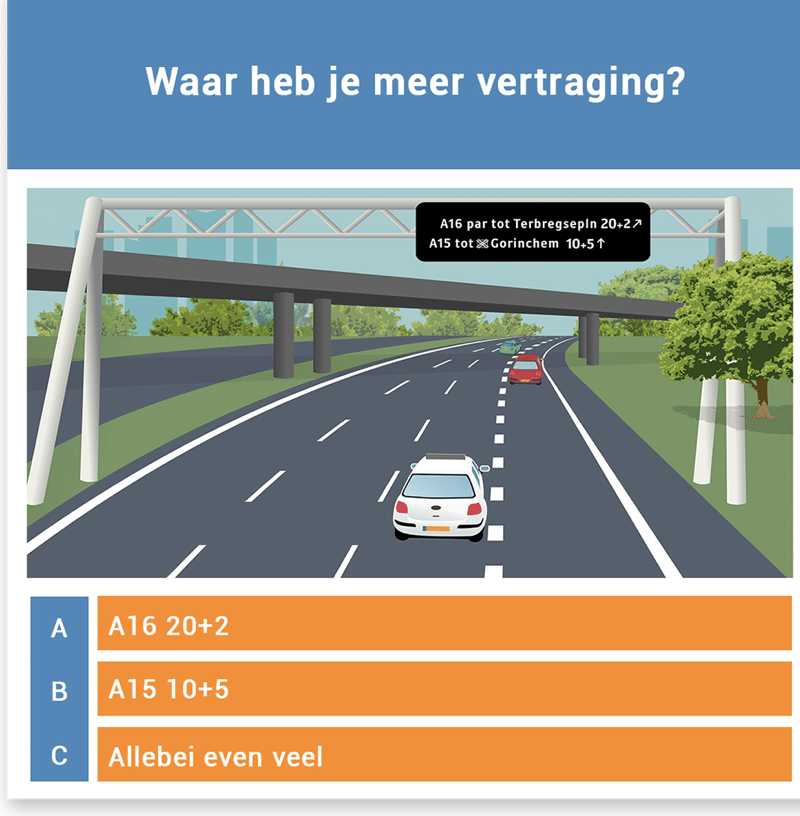 Waar heb je meer vertraging?
A16 par tot Terbregsepln 20+2↗
A15 tot Gorinchem 10+5↑
A A16 20+2
B A15 10+5
C Allebei even veel